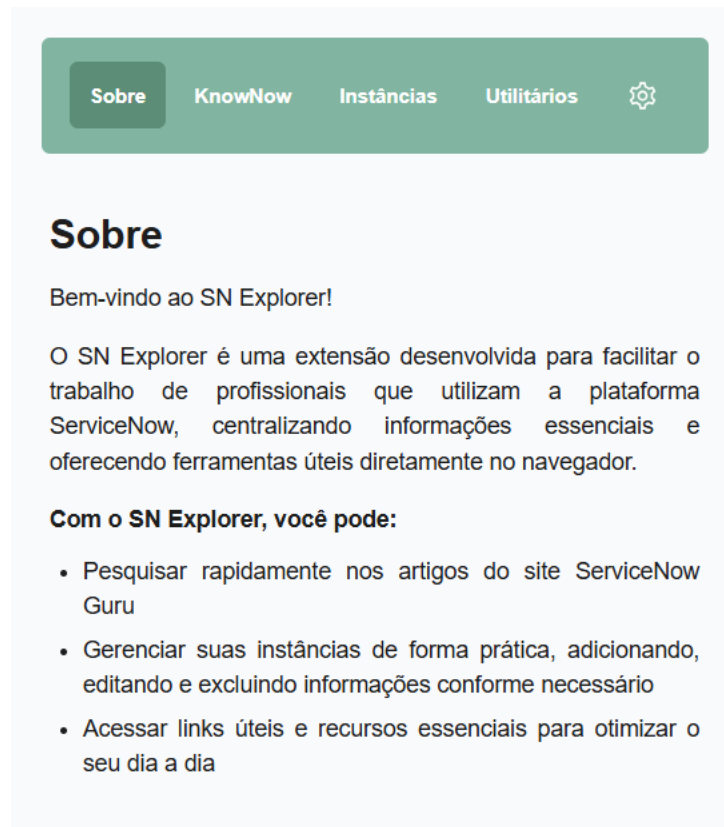 Sobre KnowNow Instâncias Utilitários
Sobre
Bem-vindo ao SN Explorer!
O SN Explorer é uma extensão desenvolvida para facilitar o
trabalho de profissionais que utilizam a plataforma
ServiceNow, centralizando informações essenciais e
oferecendo ferramentas úteis diretamente no navegador.
Com o SN Explorer, você pode:
• Pesquisar rapidamente nos artigos do site ServiceNow
Guru
• Gerenciar suas instâncias de forma prática, adicionando,
editando e excluindo informações conforme necessário
• Acessar links úteis e recursos essenciais para otimizar o
seu dia a dia